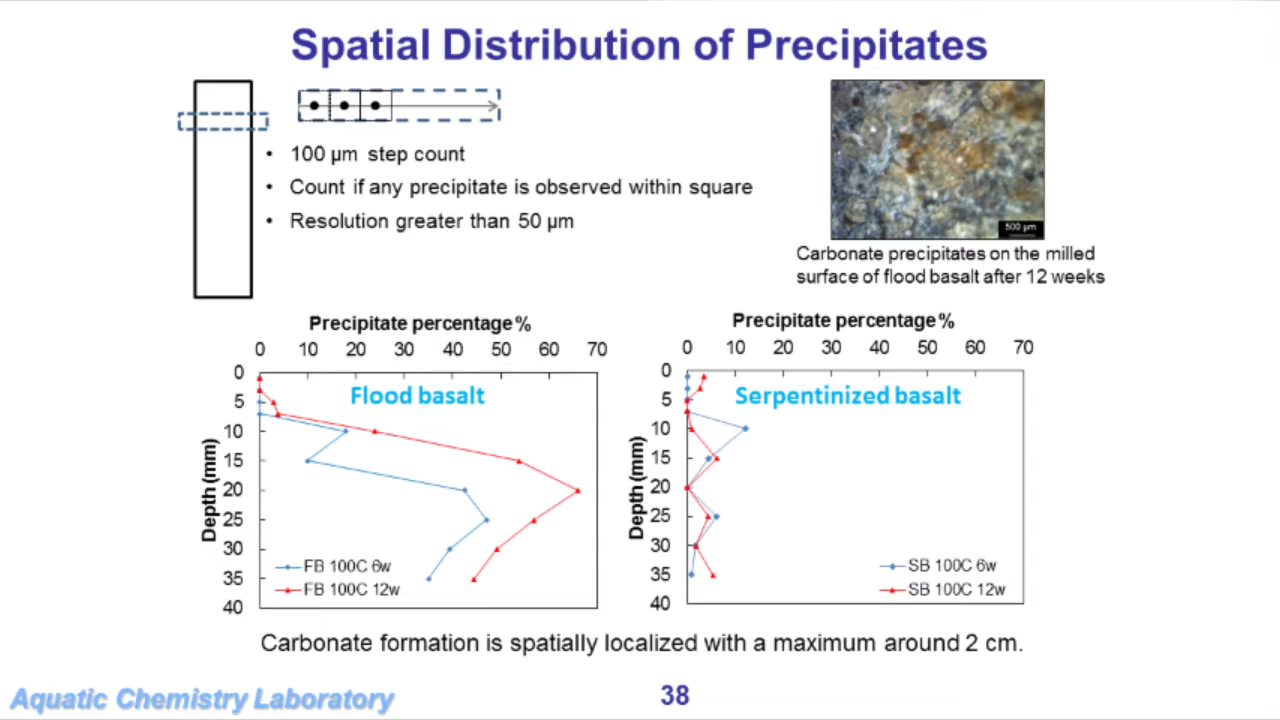 Spatial Distribution of Precipitates
• 100 µm step count
• Count if any precipitate is observed within square
• Resolution greater than 50 µm
500 µm
Carbonate precipitates on the milled
surface of flood basalt after 12 weeks
Precipitate percentage %
0 10 20 30 40 50 60 70
0
5
10
15
20
25
30
35
40
Depth (mm)
Flood basalt
FB 100C 6w
FB 100C 12w
Precipitate percentage %
0 10 20 30 40 50 60 70
0
5
10
15
20
25
30
35
40
Depth (mm)
Serpentinized basalt
SB 100C 6w
SB 100C 12w
Carbonate formation is spatially localized with a maximum around 2 cm.
Aquatic Chemistry Laboratory
38